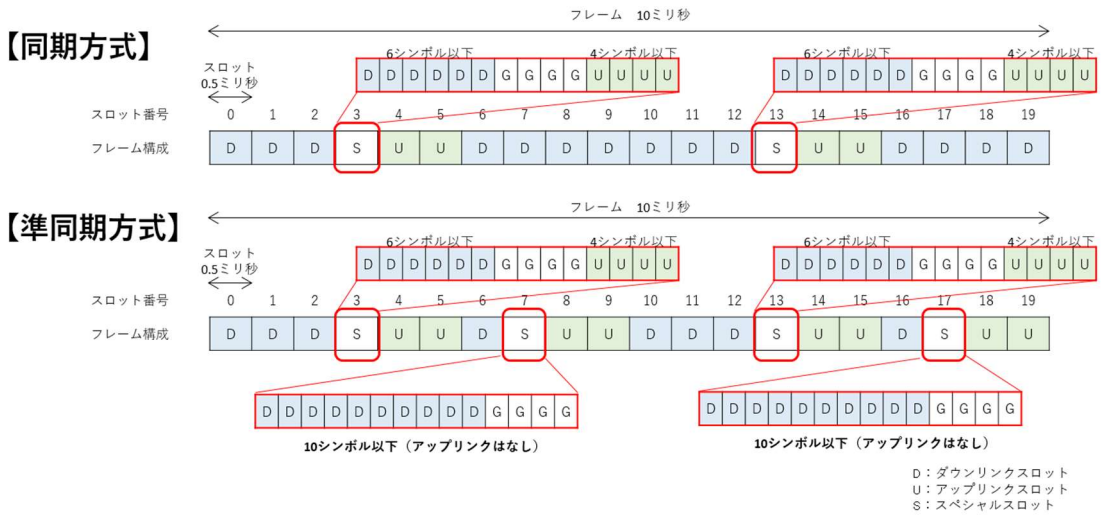 フレーム　10ミリ秒
【同期方式】
スロット
0.5ミリ秒
6シンボル以下 4シンボル以下 6シンボル以下 4シンボル以下
D D D D D D G G G G U U U U D D D D D D G G G G U U U U
スロット番号 0 1 2 3 4 5 6 7 8 9 10 11 12 13 14 15 16 17 18 19
フレーム構成 D D D S U U D D D D D D D S U U D D D D
フレーム　10ミリ秒
【準同期方式】
スロット
0.5ミリ秒
6シンボル以下 4シンボル以下 6シンボル以下 4シンボル以下
D D D D D D G G G G U U U U D D D D D D G G G G U U U U
スロット番号 0 1 2 3 4 5 6 7 8 9 10 11 12 13 14 15 16 17 18 19
フレーム構成 D D D S U U D S U U D D D S U U D S U U
D D D D D D D D D D G G G G D D D D D D D D D D G G G G
10シンボル以下（アップリンクはなし） 10シンボル以下（アップリンクはなし）
D：ダウンリンクスロット
U：アップリンクスロット
S：スペシャルスロット